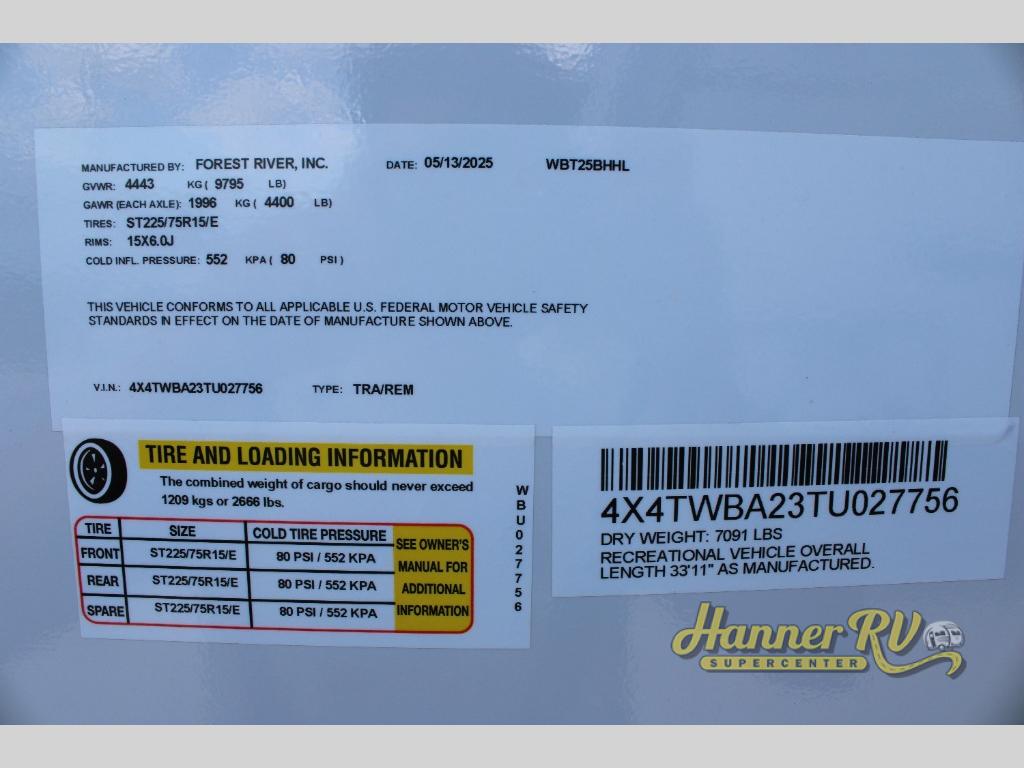 MANUFACTURED BY: FOREST RIVER, INC. DATE: 05/13/2025 WBT25BHHL
GVWR: 4443 KG ( 9795 LB)
GAWR (EACH AXLE): 1996 KG ( 4400 LB)
TIRES: ST225/75R15/E
RIMS: 15X6.0J
COLD INFL. PRESSURE: 552 KPA ( 80 PSI )
THIS VEHICLE CONFORMS TO ALL APPLICABLE U.S. FEDERAL MOTOR VEHICLE SAFETY
STANDARDS IN EFFECT ON THE DATE OF MANUFACTURE SHOWN ABOVE.
V.I.N.: 4X4TWBA23TU027756 TYPE: TRA/REM
TIRE AND LOADING INFORMATION
The combined weight of cargo should never exceed
1209 kgs or 2666 lbs.
TIRE SIZE COLD TIRE PRESSURE
FRONT ST225/75R15/E 80 PSI / 552 KPA
REAR ST225/75R15/E 80 PSI / 552 KPA
SPARE ST225/75R15/E 80 PSI / 552 KPA
SEE OWNER'S
MANUAL FOR
ADDITIONAL
INFORMATION
WBU027756
4X4TWBA23TU027756
DRY WEIGHT: 7091 LBS
RECREATIONAL VEHICLE OVERALL
LENGTH 33'11" AS MANUFACTURED.
Hanner RV
SUPERCENTER